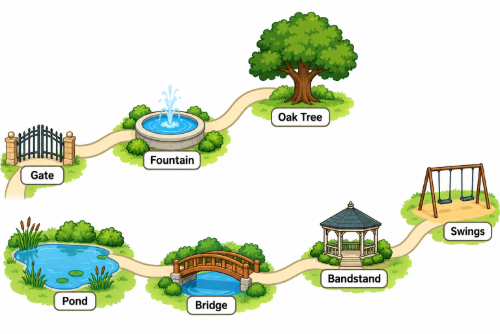 Oak Tree
Fountain
Gate
Swings
Bandstand
Pond
Bridge